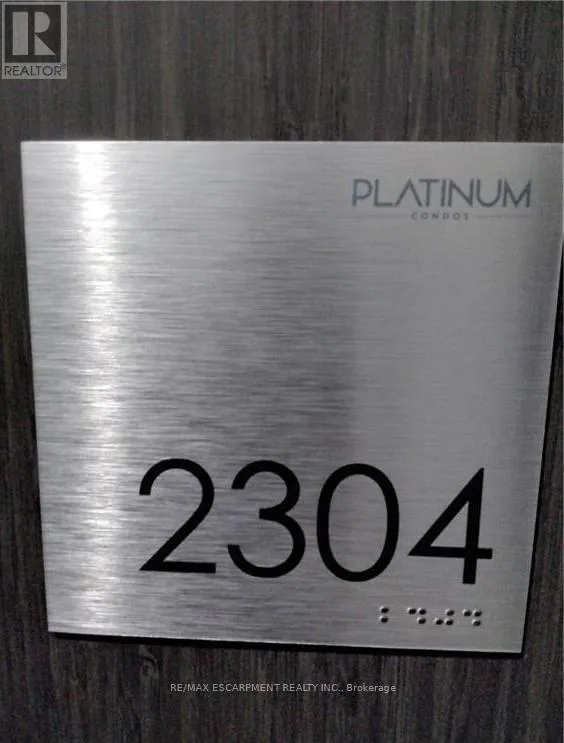 R
REALTOR®
PLATINUM
CONDOS
2304
RE/MAX ESCARPMENT REALTY INC., Brokerage